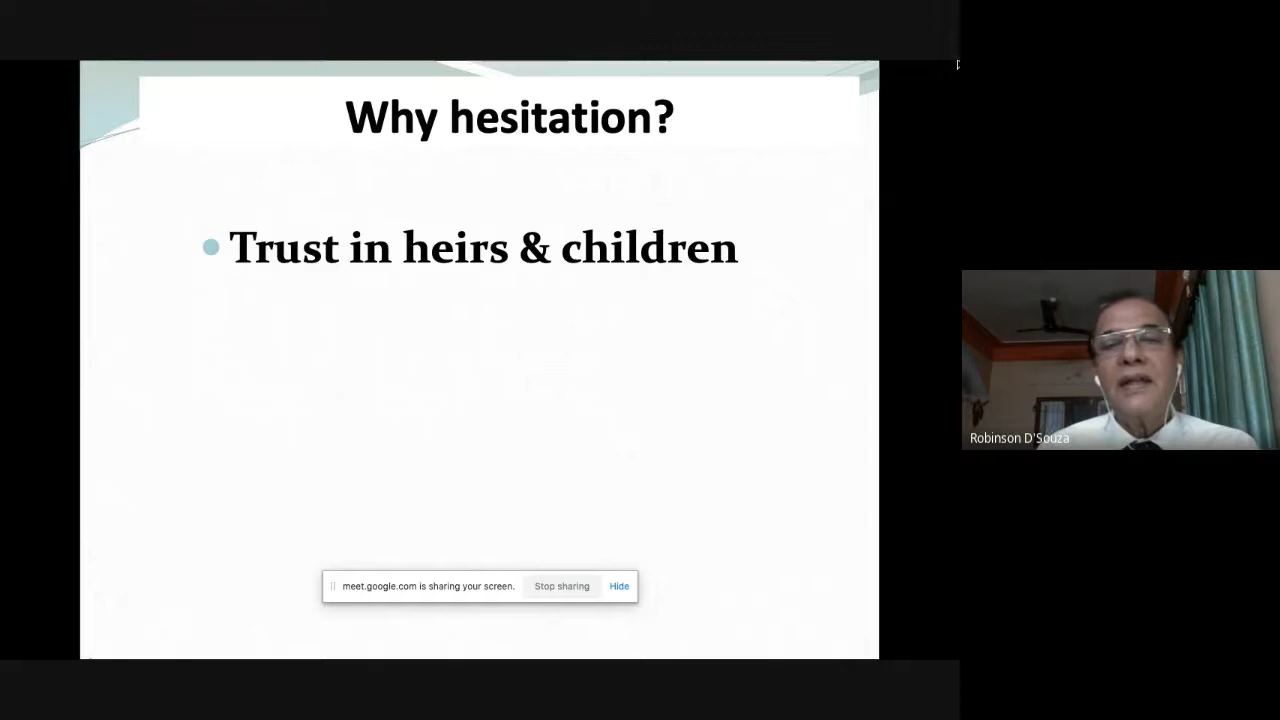 Why hesitation?
Trust in heirs & children
Robinson D'Souza
meet.google.com is sharing your screen.
Stop sharing
Hide